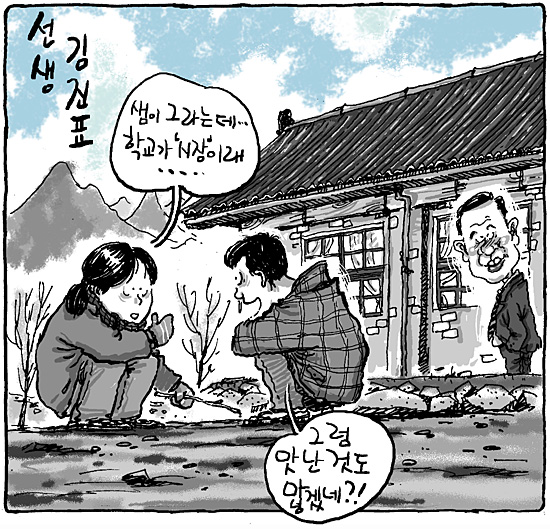 선생
김진표
샘이 그라는데...
학교가 '시장'이래
.....
그럼
맛난것도
많겠네?!